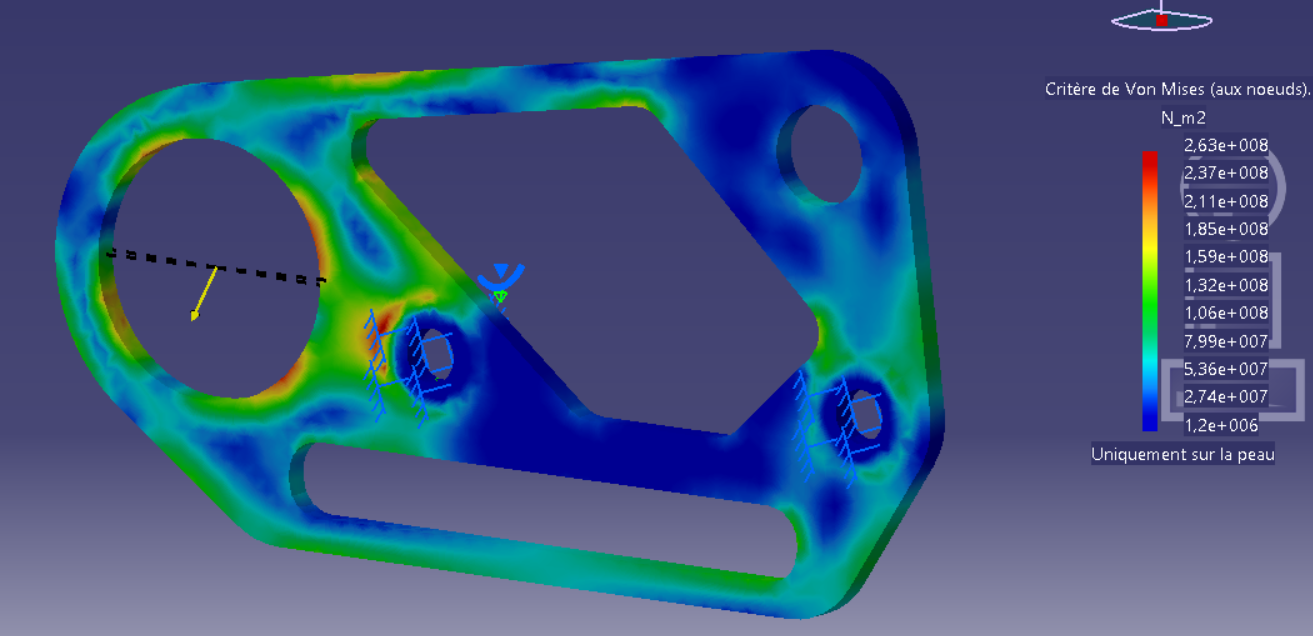 Critère de Von Mises (aux noeuds).
N_m2
2,63e+008
2,37e+008
2,11e+008
1,85e+008
1,59e+008
1,32e+008
1,06e+008
7,99e+007
5,36e+007
2,74e+007
1,2e+006
Uniquement sur la peau